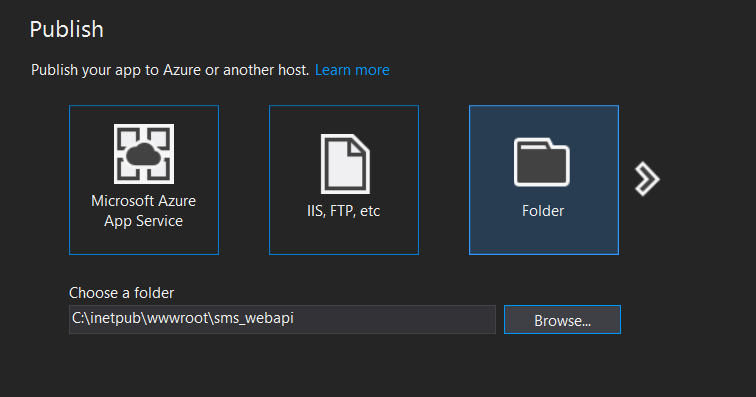 Publish
Publish your app to Azure or another host. Learn more
Microsoft Azure
App Service
IIS, FTP, etc
Folder
Choose a folder
C:\inetpub\wwwroot\sms_webapi
Browse...